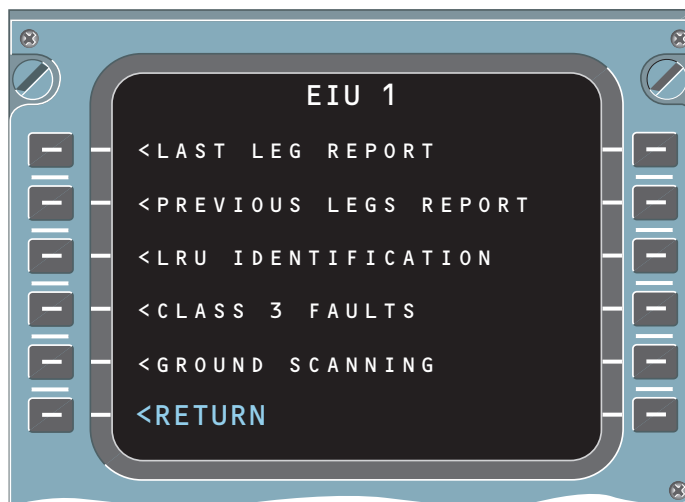 EIU 1
<LAST LEG REPORT
<PREVIOUS LEGS REPORT
<LRU IDENTIFICATION
<CLASS 3 FAULTS
<GROUND SCANNING
<RETURN